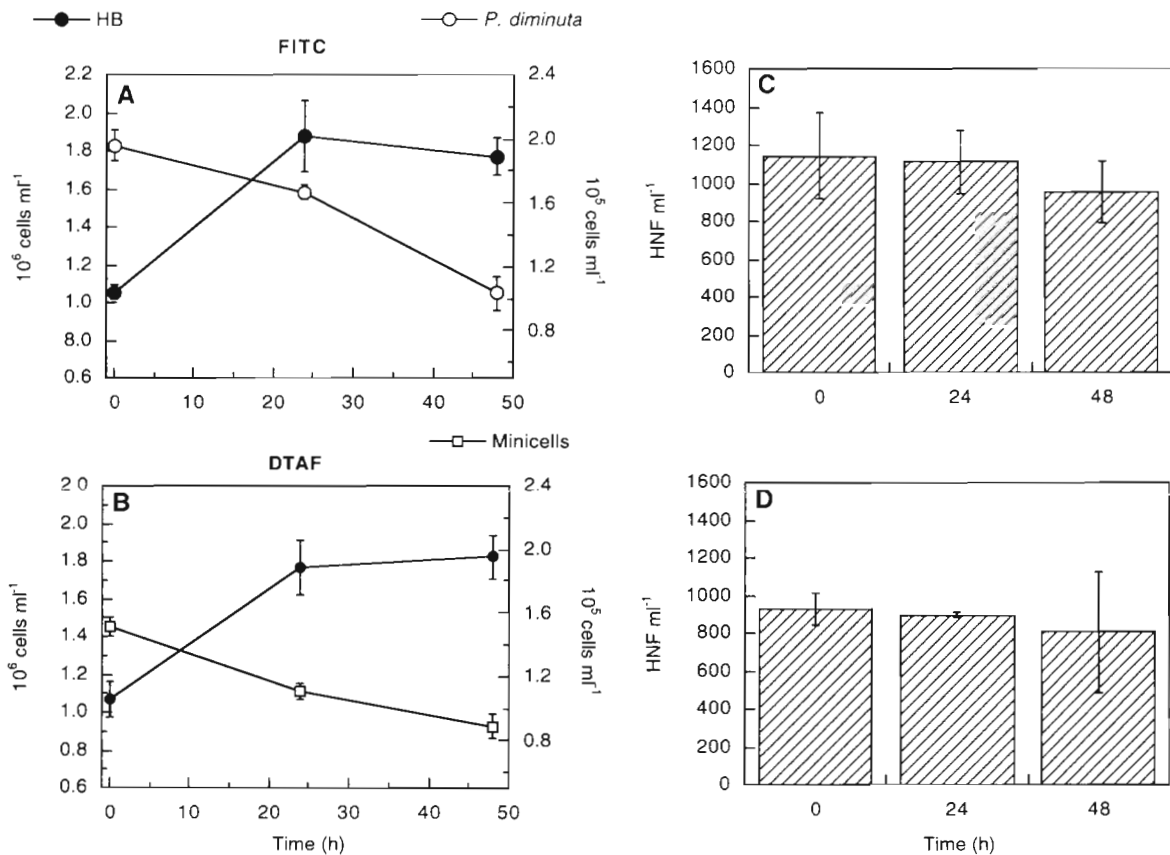 HB
P. diminuta
FITC
A
2.2
2.0
1.8
1.6
1.4
1.2
1.0
0.8
0.6
10⁶ cells ml⁻¹
2.4
2.0
1.6
1.2
0.8
10⁵ cells ml⁻¹
0 10 20 30 40 50
C
1600
1400
1200
1000
800
600
400
200
0
HNF ml⁻¹
0 24 48
Minicells
DTAF
B
2 0
1.8
1.6
1.4
1.2
1.0
0.8
0.6
10⁶ cells ml⁻¹
2.4
2.0
1.6
1.2
0.8
10⁵ cells ml⁻¹
0 10 20 30 40 50
Time (h)
D
1600
1400
1200
1000
800
600
400
200
0
HNF ml⁻¹
0 24 48
Time (h)